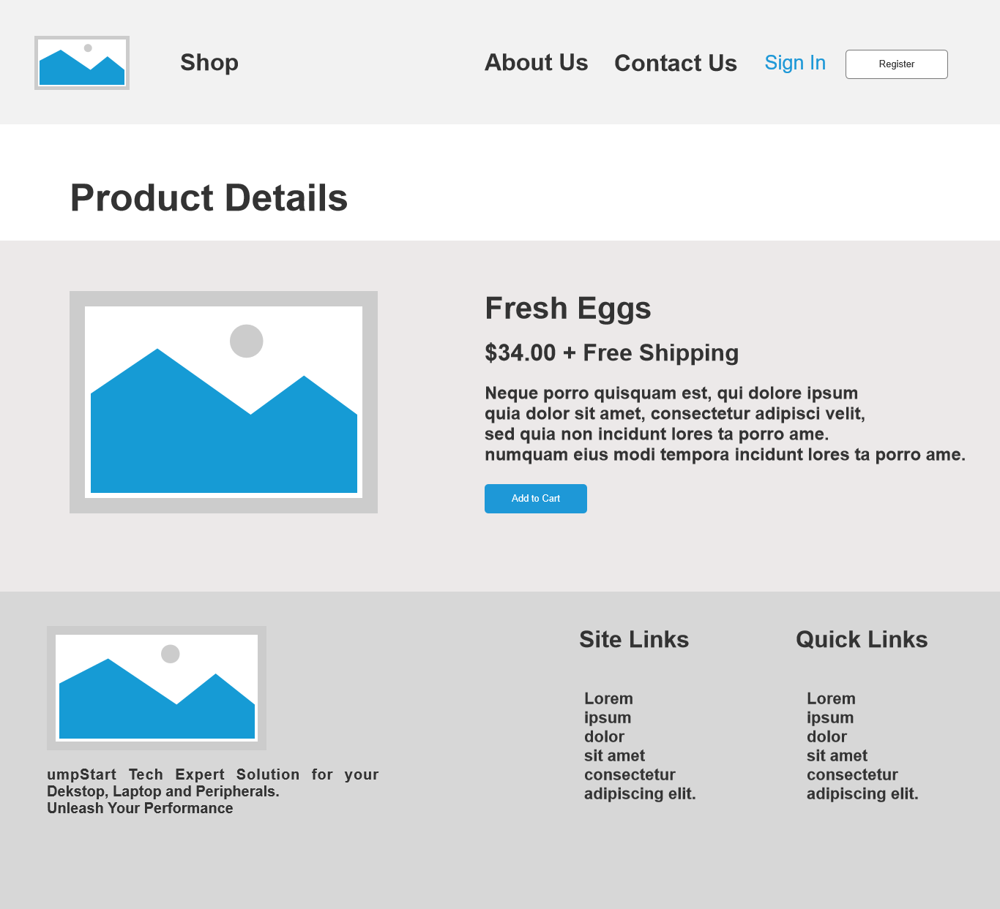 Shop
About Us
Contact Us
Sign In
Register
Product Details
Fresh Eggs
$34.00 + Free Shipping
Neque porro quisquam est, qui dolore ipsum
quia dolor sit amet, consectetur adipisci velit,
sed quia non incidunt lores ta porro ame.
numquam eius modi tempora incidunt lores ta porro ame.
Add to Cart
umpStart Tech Expert Solution for your
Dekstop, Laptop and Peripherals.
Unleash Your Performance
Site Links
Lorem
ipsum
dolor
sit amet
consectetur
adipiscing elit.
Quick Links
Lorem
ipsum
dolor
sit amet
consectetur
adipiscing elit.